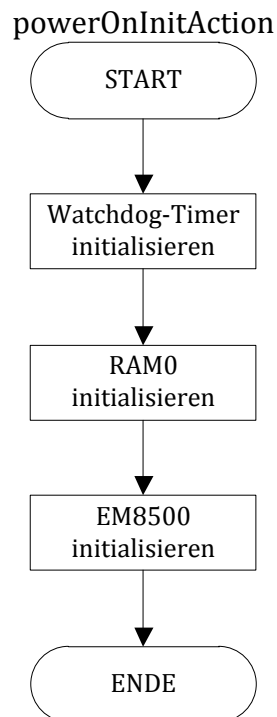 powerOnInitAction
START
Watchdog-Timer
initialisieren
RAM0
initialisieren
EM8500
initialisieren
ENDE